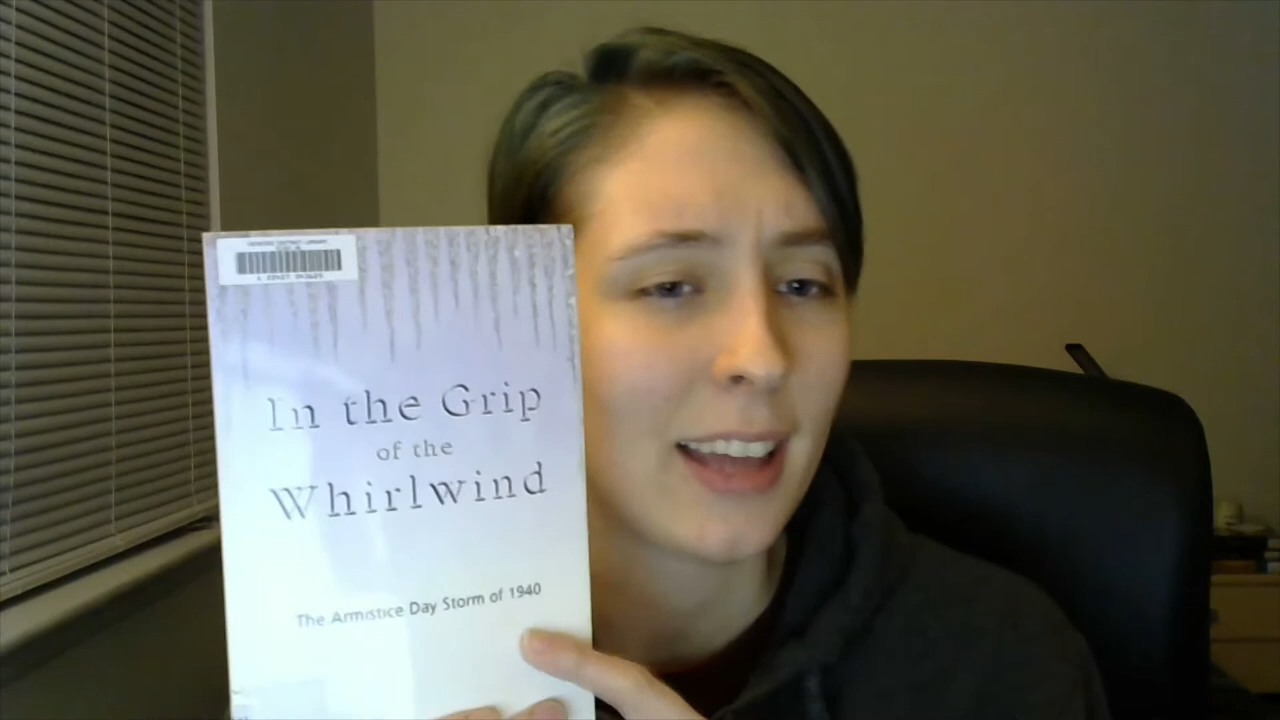 In the Grip
of the
Whirlwind
The Armistice Day Storm of 1940